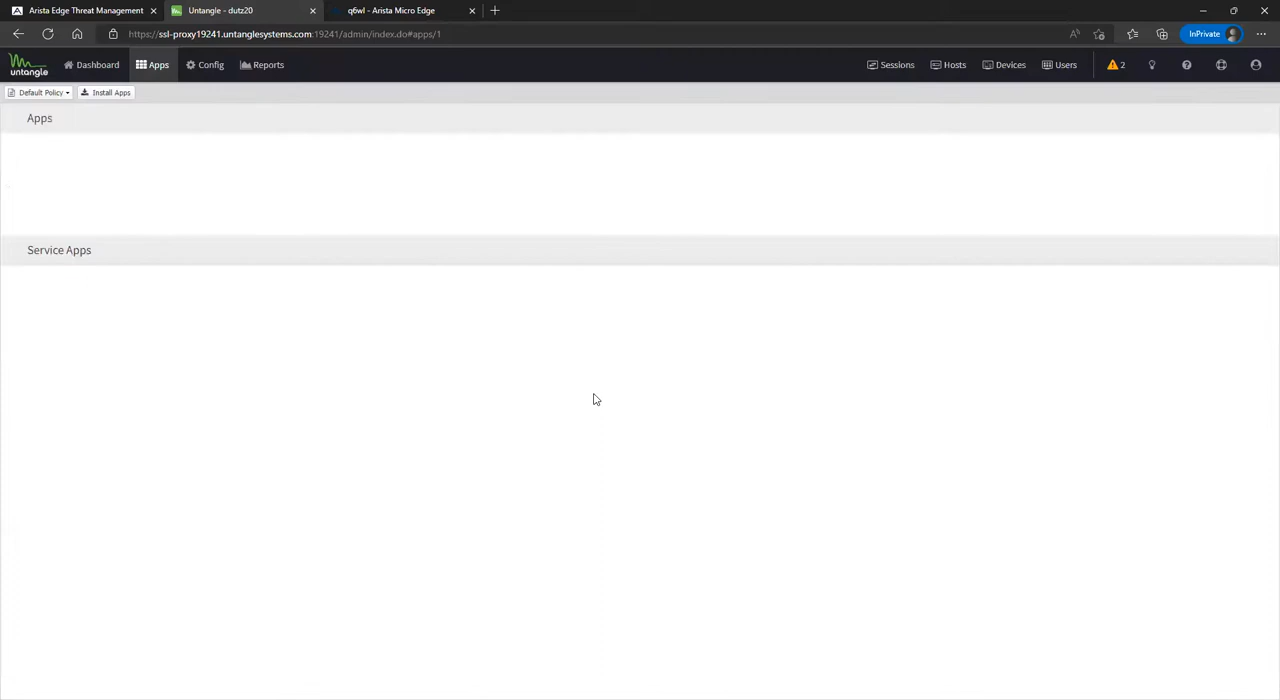 Arista Edge Threat Management
Untangle - dutz20
q6wl - Arista Micro Edge
https://ssl-proxy19241.untanglesystems.com:19241/admin/index.do#apps/1
InPrivate
untangle
Dashboard
Apps
Config
Reports
Sessions
Hosts
Devices
Users
2
Default Policy
Install Apps
Apps
Service Apps